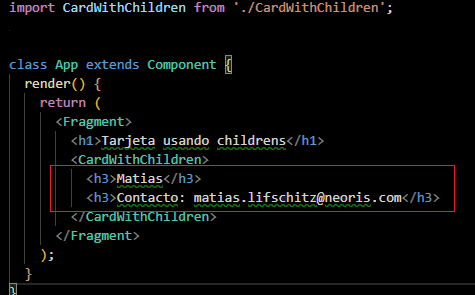 import CardWithChildren from './CardWithChildren';
class App extends Component {
render() {
return (
<Fragment>
<h1>Tarjeta usando childrens</h1>
<CardWithChildren>
<h3>Matias</h3>
<h3>Contacto: matias.lifschitz@neoris.com</h3>
</CardWithChildren>
</Fragment>
);
}
}